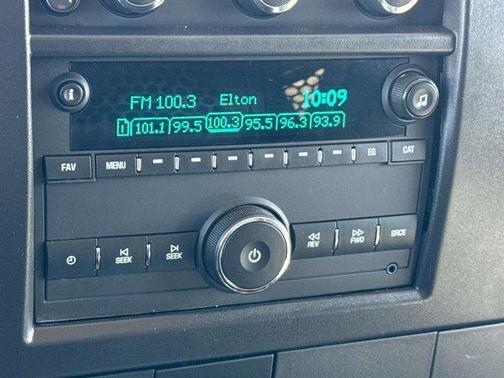 FM 100.3 Elton 10:09
1 101.1 99.5 100.3 95.5 96.3 93.9
FAV MENU EQ CAT
SEEK SEEK REV FWD SRCE